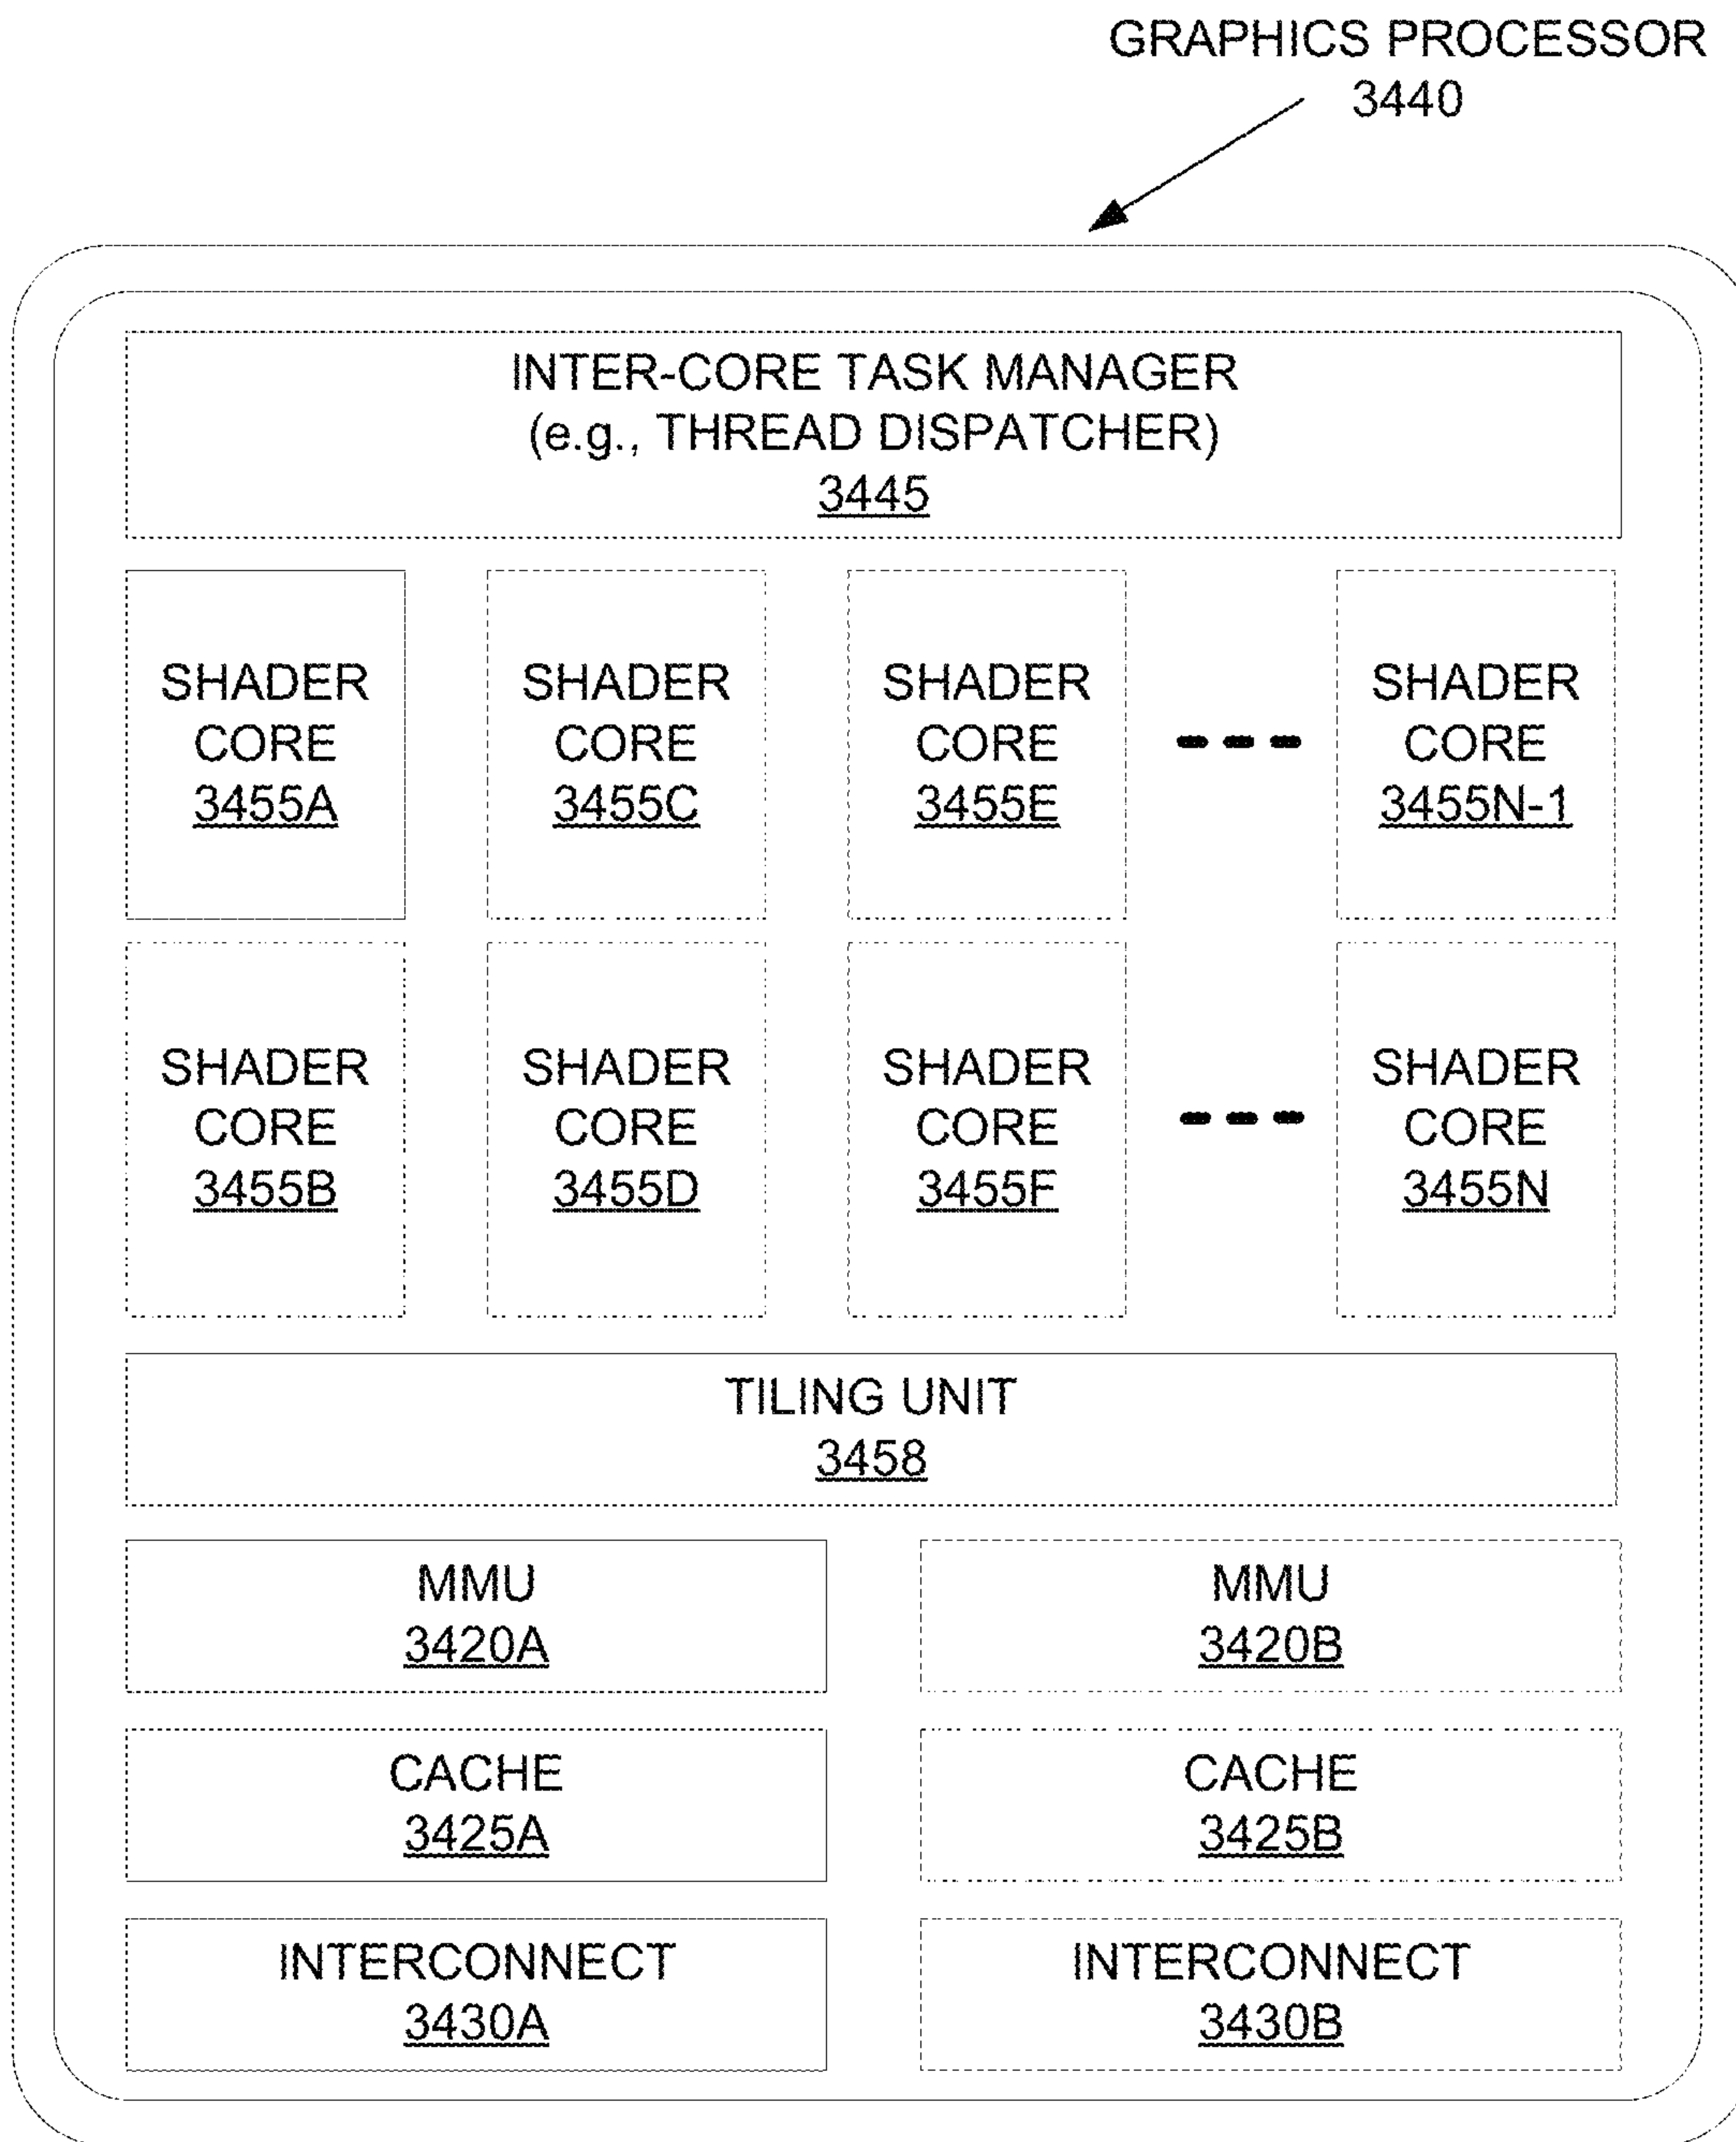 GRAPHICS PROCESSOR
3440
INTER-CORE TASK MANAGER
(e.g., THREAD DISPATCHER)
3445
SHADER
CORE
3455A
SHADER
CORE
3455C
SHADER
CORE
3455E
SHADER
CORE
3455N-1
SHADER
CORE
3455B
SHADER
CORE
3455D
SHADER
CORE
3455F
SHADER
CORE
3455N
TILING UNIT
3458
MMU
3420A
MMU
3420B
CACHE
3425A
CACHE
3425B
INTERCONNECT
3430A
INTERCONNECT
3430B